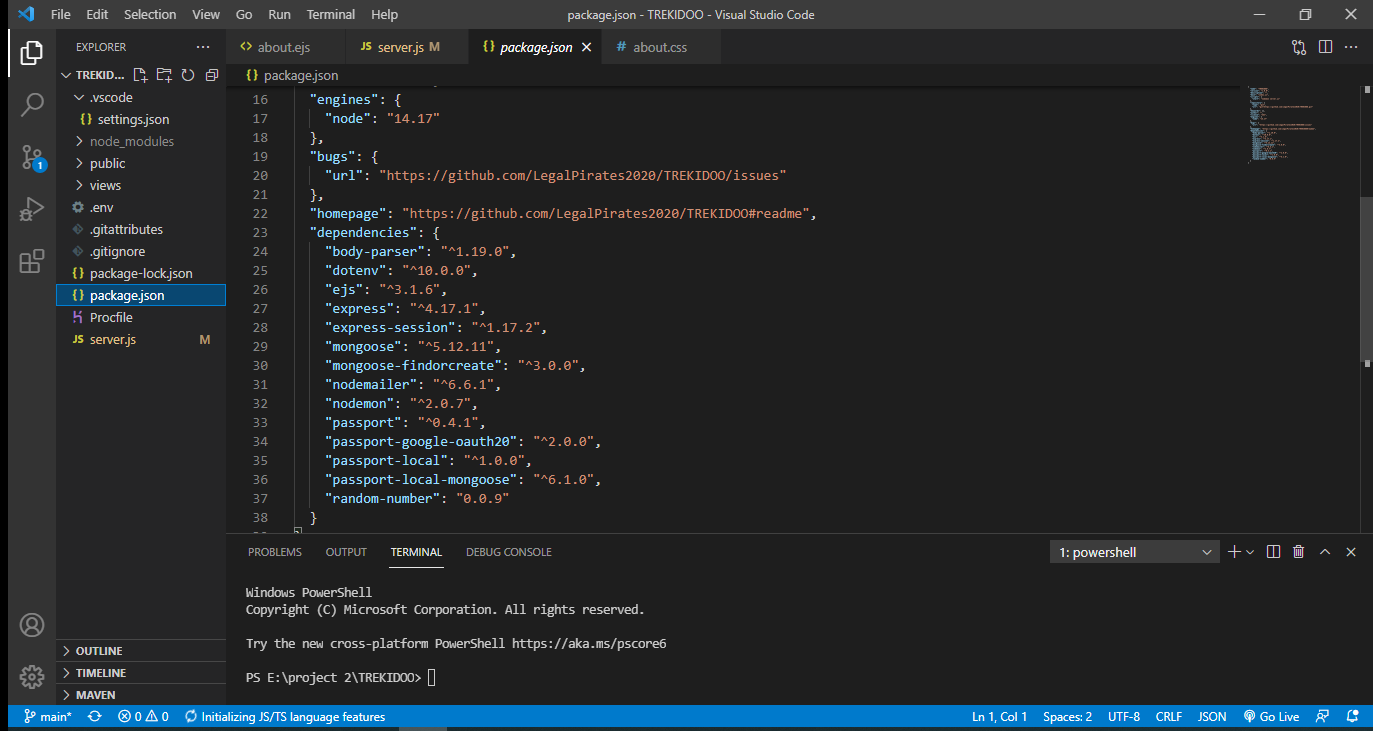 File Edit Selection View Go Run Terminal Help package.json - TREKIDOO - Visual Studio Code
EXPLORER
TREKID...
.vscode
settings.json
node_modules
public
views
.env
.gitattributes
.gitignore
package-lock.json
package.json
Procfile
JS server.js M
OUTLINE
TIMELINE
MAVEN
1
about.ejs JS server.js M {} package.json # about.css
{} package.json
16 "engines": {
17 "node": "14.17"
18 },
19 "bugs": {
20 "url": "https://github.com/LegalPirates2020/TREKIDOO/issues"
21 },
22 "homepage": "https://github.com/LegalPirates2020/TREKIDOO#readme",
23 "dependencies": {
24 "body-parser": "^1.19.0",
25 "dotenv": "^10.0.0",
26 "ejs": "^3.1.6",
27 "express": "^4.17.1",
28 "express-session": "^1.17.2",
29 "mongoose": "^5.12.11",
30 "mongoose-findorcreate": "^3.0.0",
31 "nodemailer": "^6.6.1",
32 "nodemon": "^2.0.7",
33 "passport": "^0.4.1",
34 "passport-google-oauth20": "^2.0.0",
35 "passport-local": "^1.0.0",
36 "passport-local-mongoose": "^6.1.0",
37 "random-number": "0.0.9"
38 }
PROBLEMS OUTPUT TERMINAL DEBUG CONSOLE 1: powershell
Windows PowerShell
Copyright (C) Microsoft Corporation. All rights reserved.
Try the new cross-platform PowerShell https://aka.ms/pscore6
PS E:\project 2\TREKIDOO>
main* 0 0 Initializing JS/TS language features Ln 1, Col 1 Spaces: 2 UTF-8 CRLF JSON Go Live